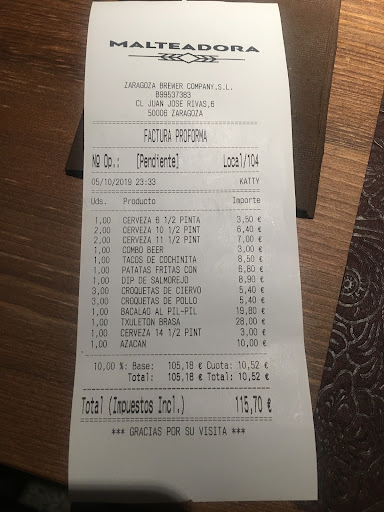 MALTEADORA
ZARAGOZA BREWER COMPANY,S.L.
B99537383
CL JUAN JOSE RIVAS,6
50006 ZARAGOZA
FACTURA PROFORMA
Nº Op.: [Pendiente] Local/104
05/10/2019 23:33 KATTY
Uds. Producto Importe
1,00 CERVEZA 6 1/2 PINTA 3,50 €
2,00 CERVEZA 10 1/2 PINT 6,40 €
2,00 CERVEZA 11 1/2 PINT 7,00 €
1,00 COMBO BEER 3,00 €
1,00 TACOS DE COCHINITA 8,50 €
1,00 PATATAS FRITAS CON 6,80 €
1,00 DIP DE SALMOREJO 8,90 €
3,00 CROQUETAS DE CIERVO 5,40 €
3,00 CROQUETAS DE POLLO 5,40 €
1,00 BACALAO AL PIL-PIL 19,80 €
1,00 TXULETON BRASA 28,00 €
1,00 CERVEZA 14 1/2 PINT 3,00 €
1,00 AZACAN 10,00 €
10,00 %: Base: 105,18 € Cuota: 10,52 €
Total: 105,18 € Total: 10,52 €
Total (Impuestos Incl.) 115,70 €
*** GRACIAS POR SU VISITA ***